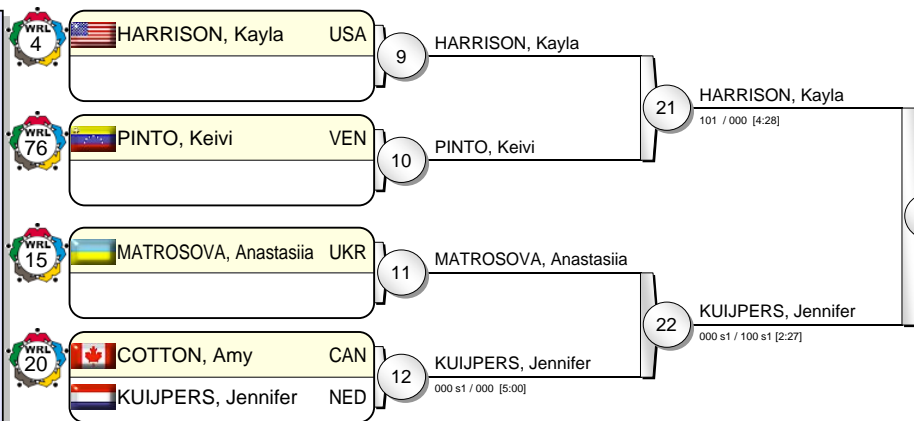 WRL
4
HARRISON, Kayla USA
9
HARRISON, Kayla
21
HARRISON, Kayla
101 / 000 [4:28]
WRL
76
PINTO, Keivi VEN
10
PINTO, Keivi
WRL
15
MATROSOVA, Anastasiia UKR
11
MATROSOVA, Anastasiia
22
KUIJPERS, Jennifer
000 s1 / 100 s1 [2:27]
WRL
20
COTTON, Amy CAN
KUIJPERS, Jennifer NED
12
KUIJPERS, Jennifer
000 s1 / 000 [5:00]